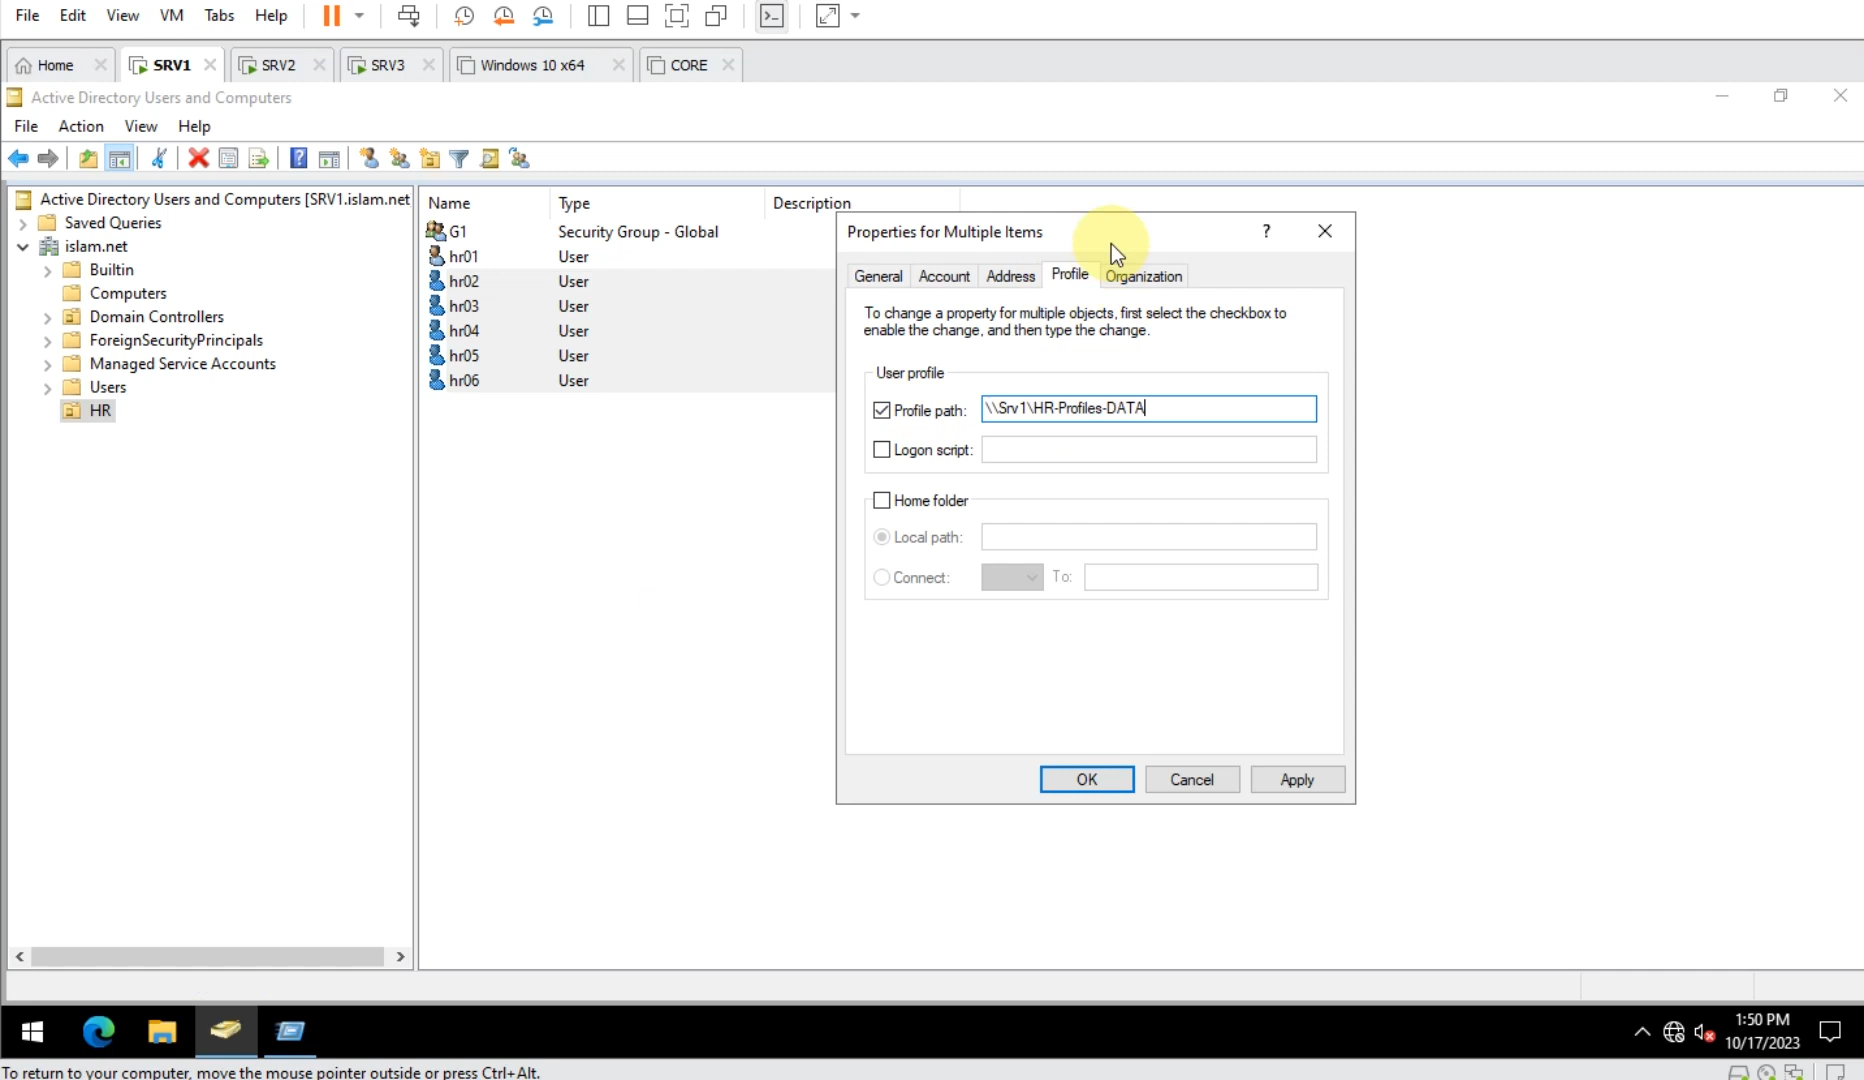 File Edit View VM Tabs Help
Home SRV1 SRV2 SRV3 Windows 10 x64 CORE
Active Directory Users and Computers
File Action View Help
Active Directory Users and Computers [SRV1.islam.net
Saved Queries
islam.net
Builtin
Computers
Domain Controllers
ForeignSecurityPrincipals
Managed Service Accounts
Users
HR
Name Type Description
G1 Security Group - Global
hr01 User
hr02 User
hr03 User
hr04 User
hr05 User
hr06 User
Properties for Multiple Items
General Account Address Profile Organization
To change a property for multiple objects, first select the checkbox to
enable the change, and then type the change.
User profile
Profile path: \\Srv1\HR-Profiles-DATA
Logon script:
Home folder
Local path:
Connect: To:
OK Cancel Apply
1:50 PM
10/17/2023
To return to your computer, move the mouse pointer outside or press Ctrl+Alt.